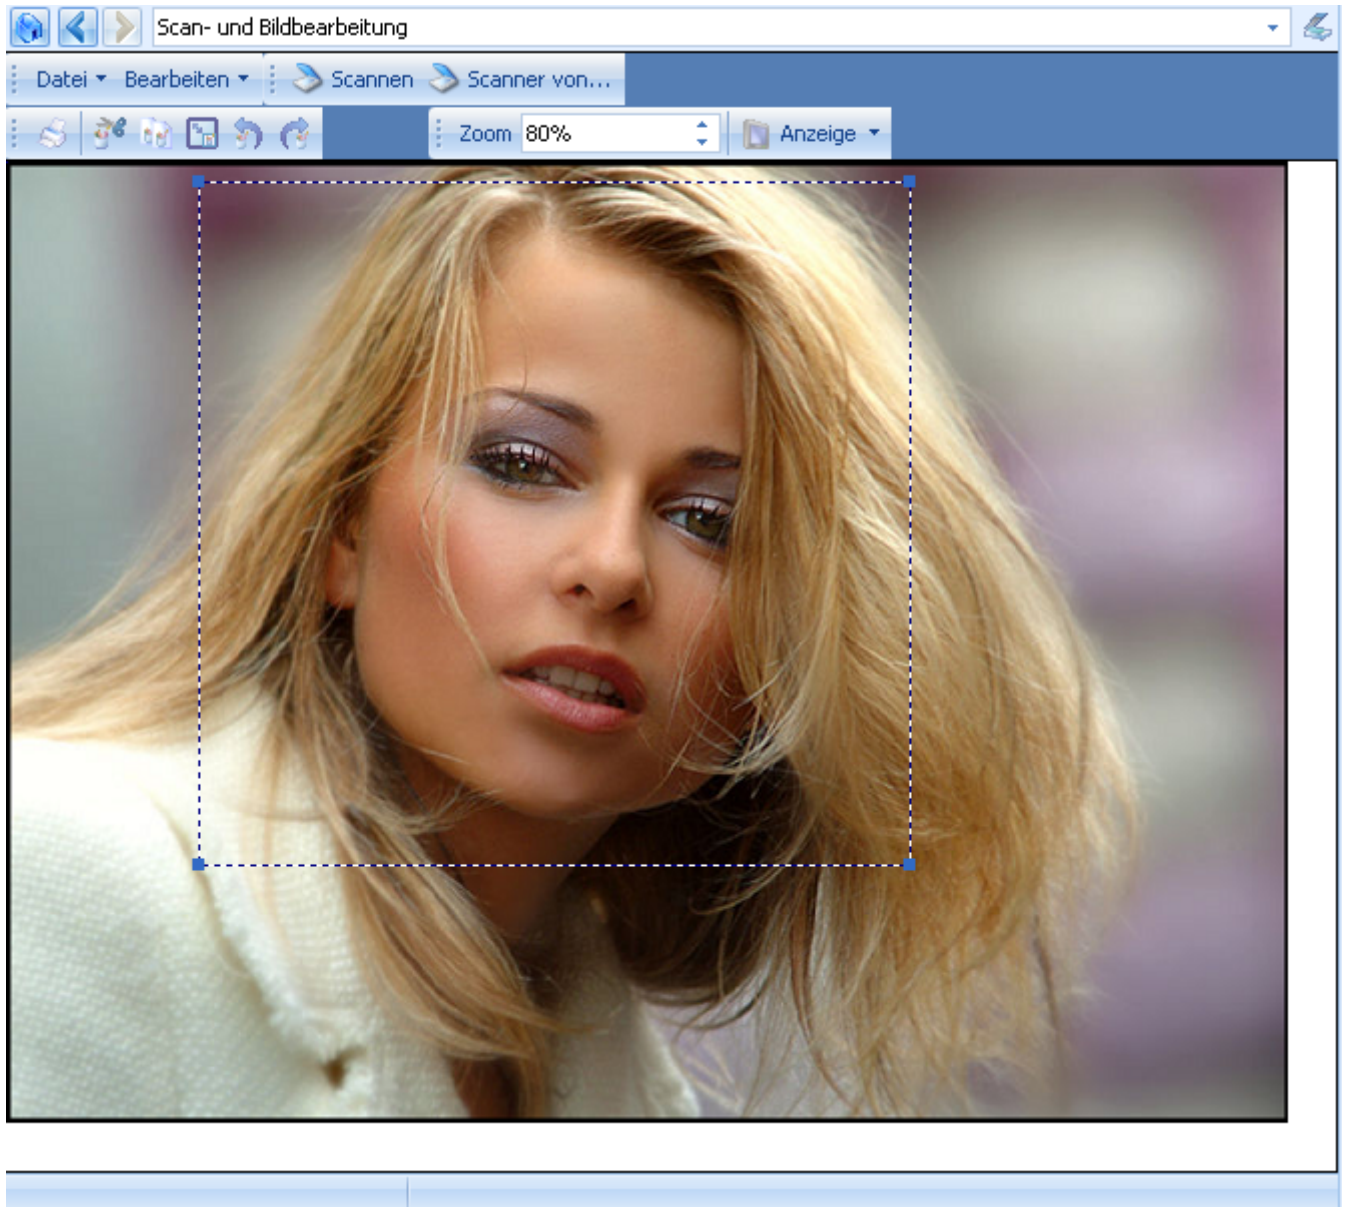 Scan- und Bildbearbeitung
Datei Bearbeiten Scannen Scanner von...
Zoom 80% Anzeige